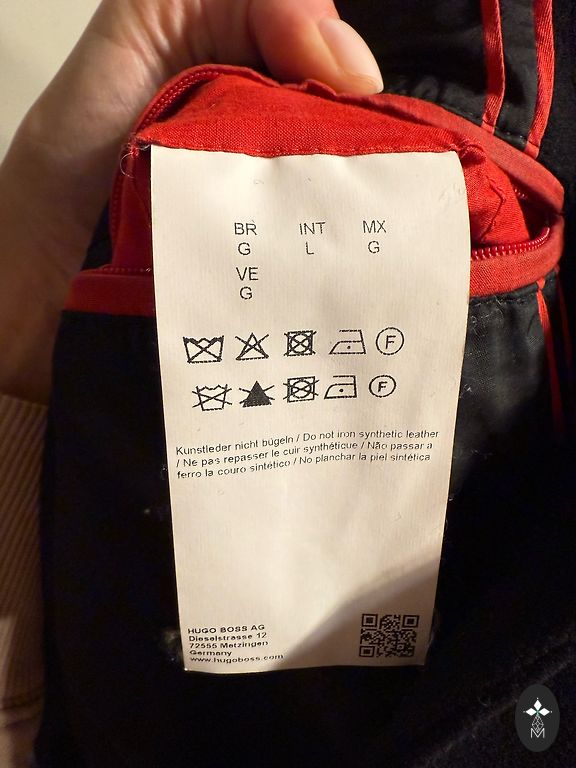 BR INT MX
G L G
VE
G
F
F
Kunstleder nicht bügeln / Do not iron synthetic leather
/ Ne pas repasser le cuir synthétique / Não passar a
ferro la couro sintético / No planchar la piel sintética
HUGO BOSS AG
Dieselstrasse 12
72555 Metzingen
Germany
www.hugoboss.com
M